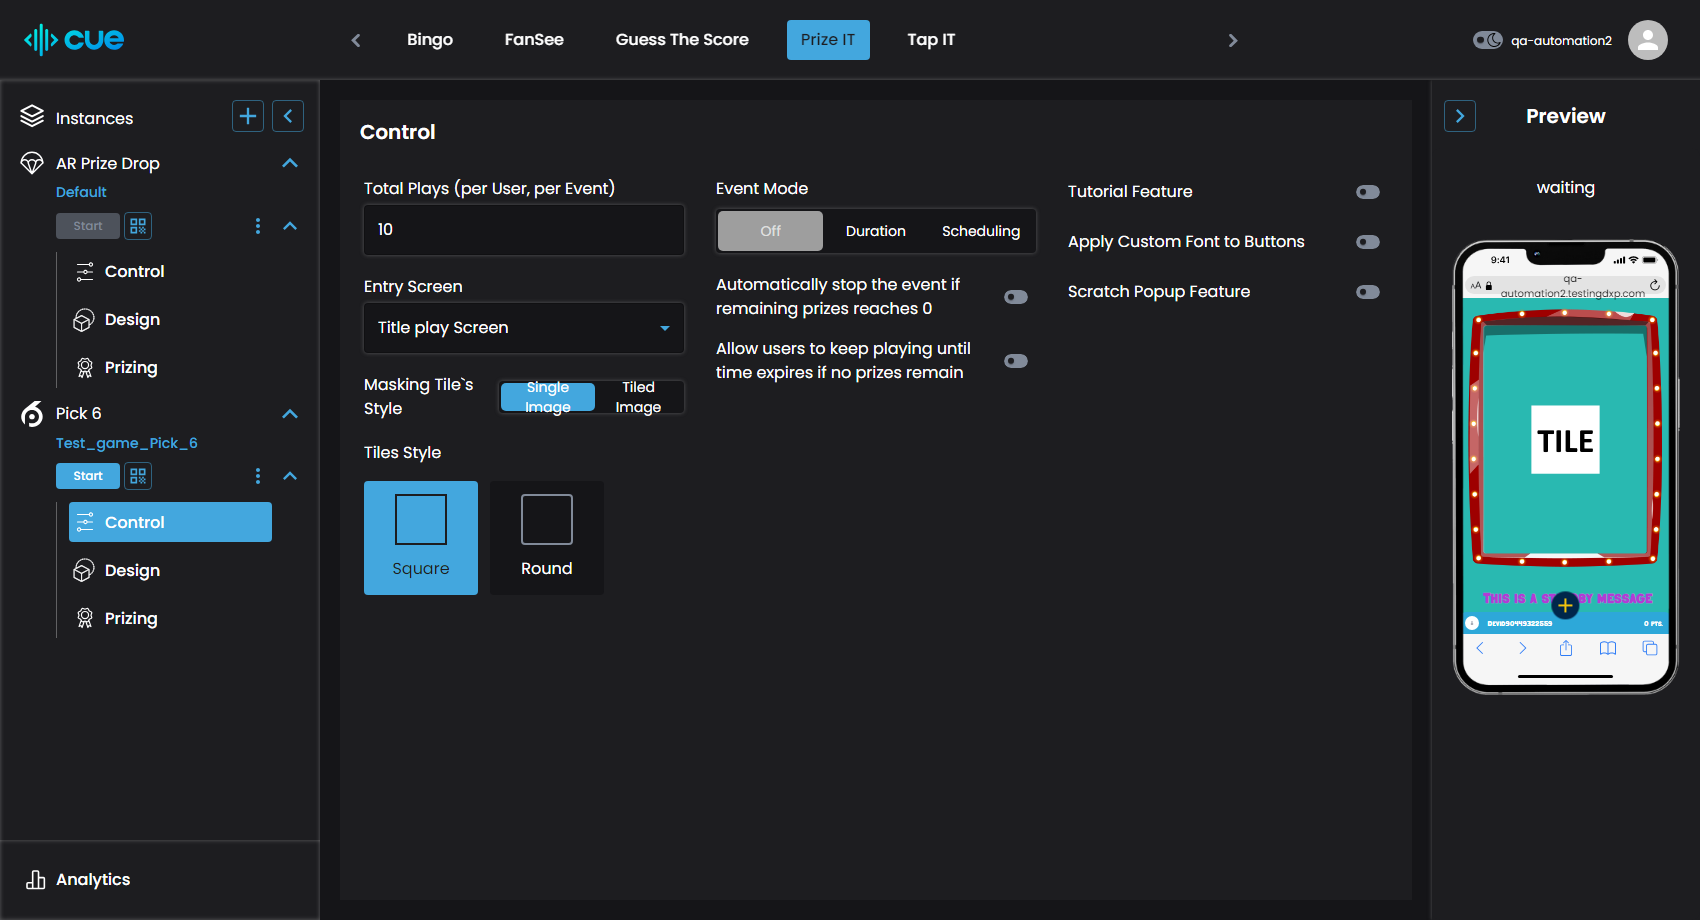 cue
Bingo
FanSee
Guess The Score
Prize IT
Tap IT
qa-automation2
Instances
AR Prize Drop
Default
Start
Control
Design
Prizing
Pick 6
Test_game_Pick_6
Start
Control
Design
Prizing
Analytics
Control
Total Plays (per User, per Event)
10
Entry Screen
Title play Screen
Masking Tile`s
Style
Single
Image
Tiled
Image
Tiles Style
Square
Round
Event Mode
Off
Duration
Scheduling
Automatically stop the event if
remaining prizes reaches 0
Allow users to keep playing until
time expires if no prizes remain
Tutorial Feature
Apply Custom Font to Buttons
Scratch Popup Feature
Preview
waiting
9:41
AA
qa-
automation2.testingdxp.com
TILE
THIS IS A ST BY MESSAGE
0 PTS.